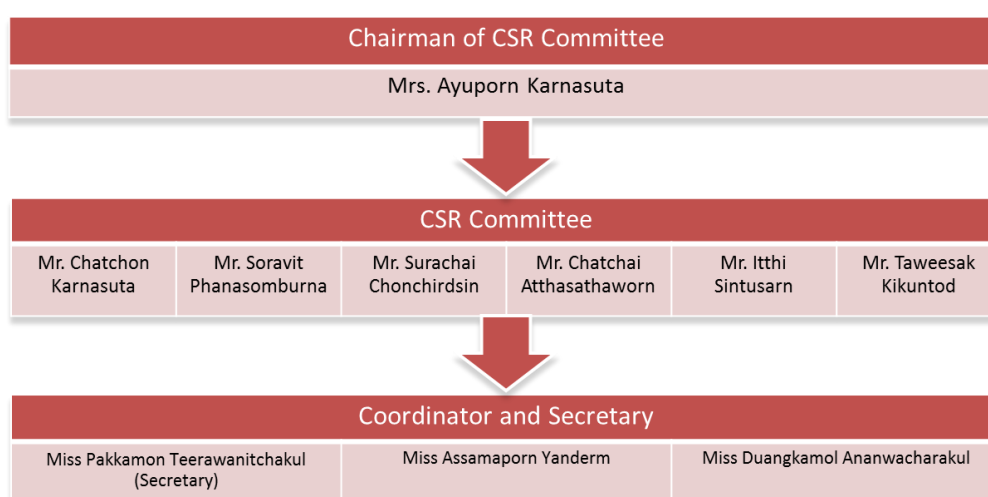 Chairman of CSR Committee
Mrs. Ayuporn Karnasuta
CSR Committee
Mr. Chatchon
Karnasuta
Mr. Soravit
Phanasomburna
Mr. Surachai
Chonchirdsin
Mr. Chatchai
Atthasathaworn
Mr. Itthi
Sintusarn
Mr. Taweesak
Kikuntod
Coordinator and Secretary
Miss Pakkamon Teerawanitchakul
(Secretary)
Miss Assamaporn Yanderm
Miss Duangkamol Ananwacharakul